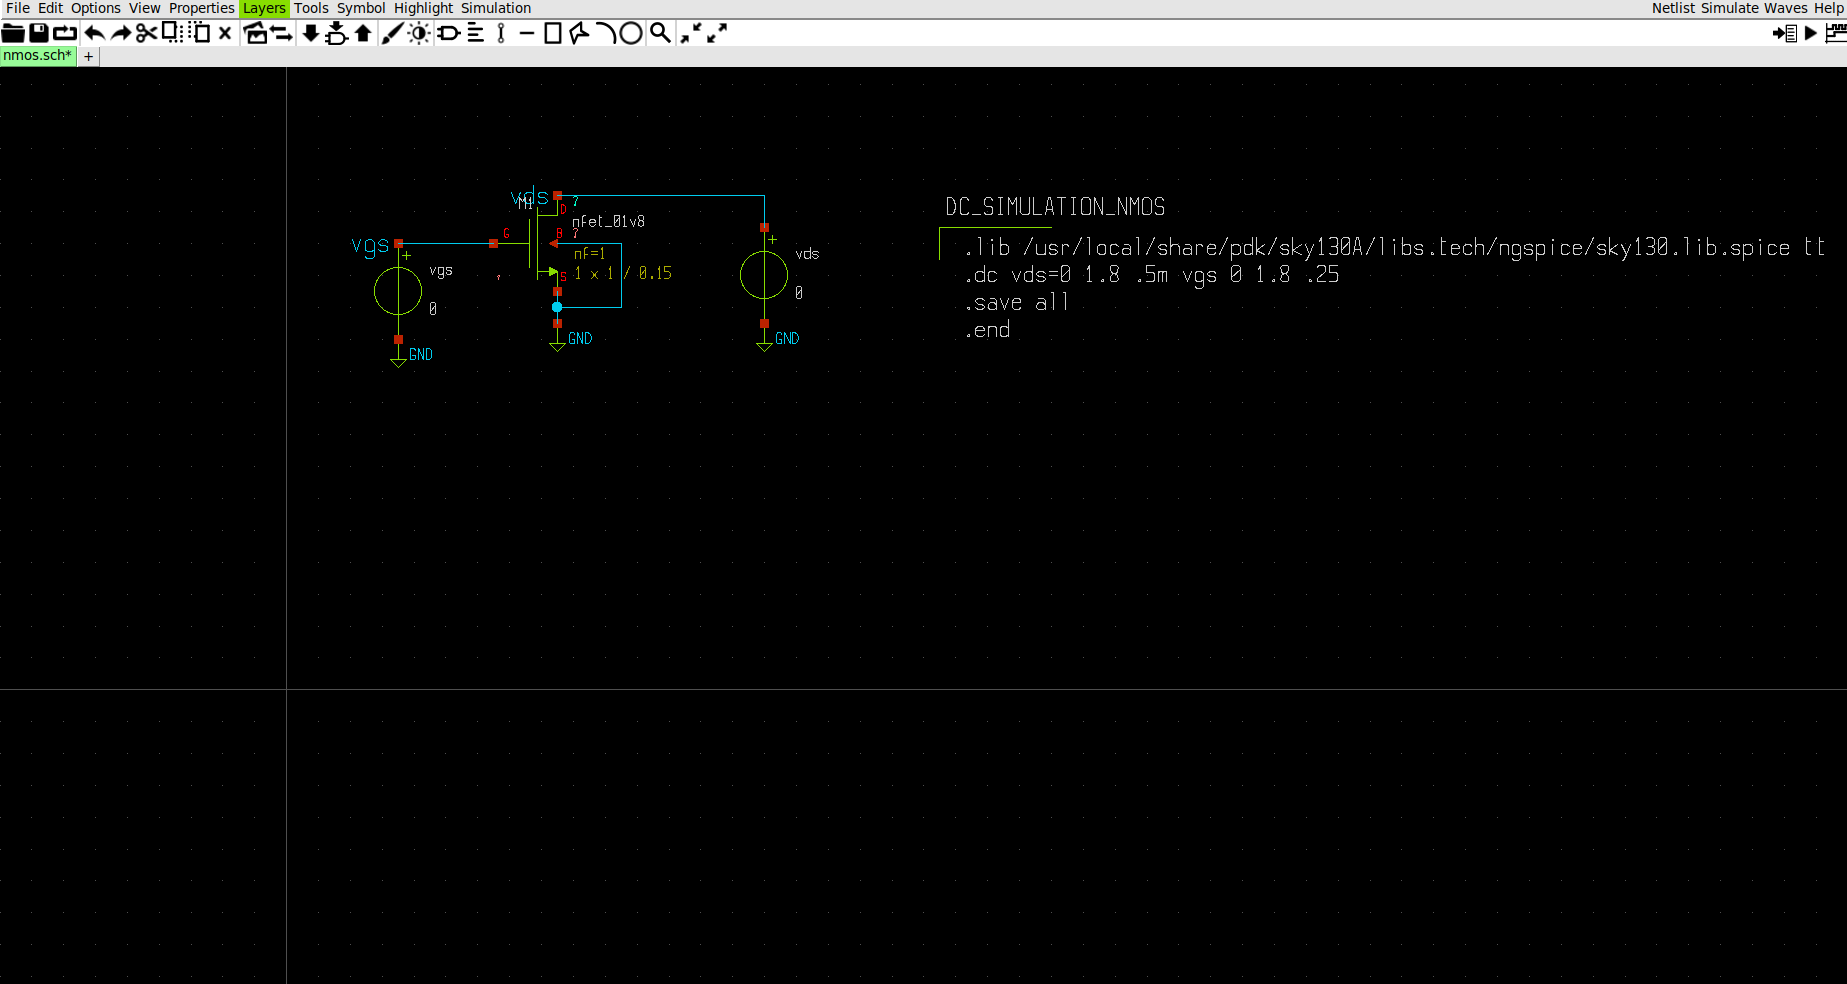 File Edit Options View Properties Layers Tools Symbol Highlight Simulation Netlist Simulate Waves Help
nmos.sch* +
vds
M1
?
D
nfet_01v8
DC_SIMULATION_NMOS
vgs
G
B
?
+
+
vds
nf=1
vgs
?
S
1 x 1 / 0.15
0
0
.lib /usr/local/share/pdk/sky130A/libs.tech/ngspice/sky130.lib.spice tt
.dc vds=0 1.8 .5m vgs 0 1.8 .25
.save all
.end
GND
GND
GND